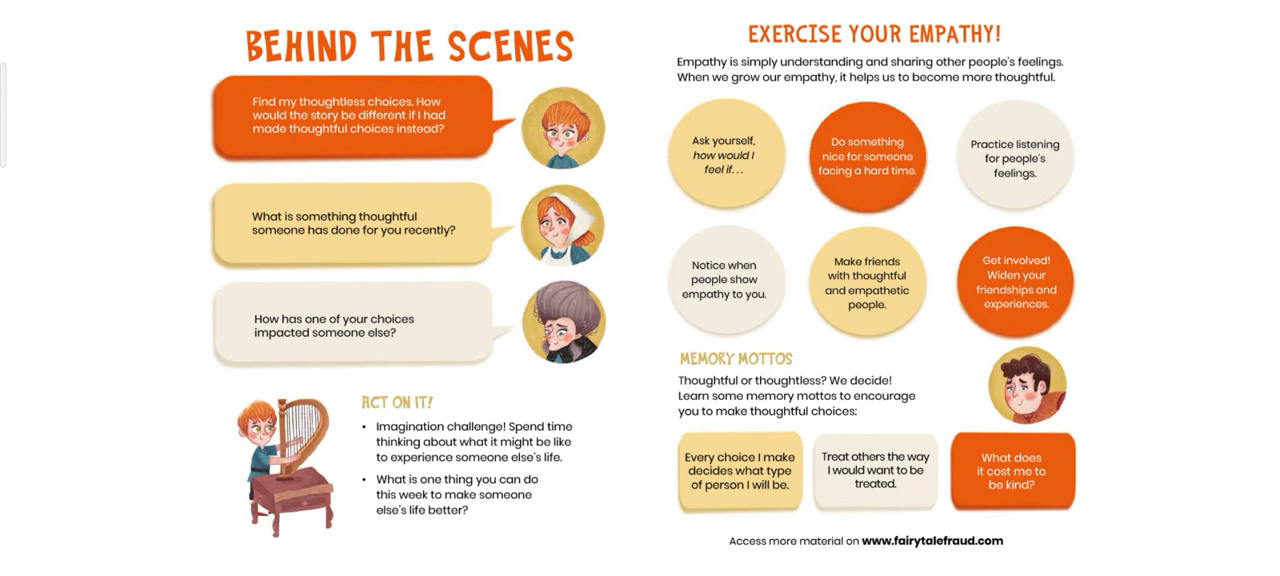 BEHIND THE SCENES
Find my thoughtless choices. How
would the story be different if I had
made thoughtful choices instead?
What is something thoughtful
someone has done for you recently?
How has one of your choices
impacted someone else?
ACT ON IT!
• Imagination challenge! Spend time
thinking about what it might be like
to experience someone else's life.
• What is one thing you can do
this week to make someone
else's life better?
EXERCISE YOUR EMPATHY!
Empathy is simply understanding and sharing other people's feelings.
When we grow our empathy, it helps us to become more thoughtful.
Ask yourself,
how would I
feel if...
Do something
nice for someone
facing a hard time.
Practice listening
for people's
feelings.
Notice when
people show
empathy to you.
Make friends
with thoughtful
and empathetic
people.
Get involved!
Widen your
friendships and
experiences.
MEMORY MOTTOS
Thoughtful or thoughtless? We decide!
Learn some memory mottos to encourage
you to make thoughtful choices:
Every choice I make
decides what type
of person I will be.
Treat others the way
I would want to be
treated.
What does
it cost me to
be kind?
Access more material on www.fairytalefraud.com